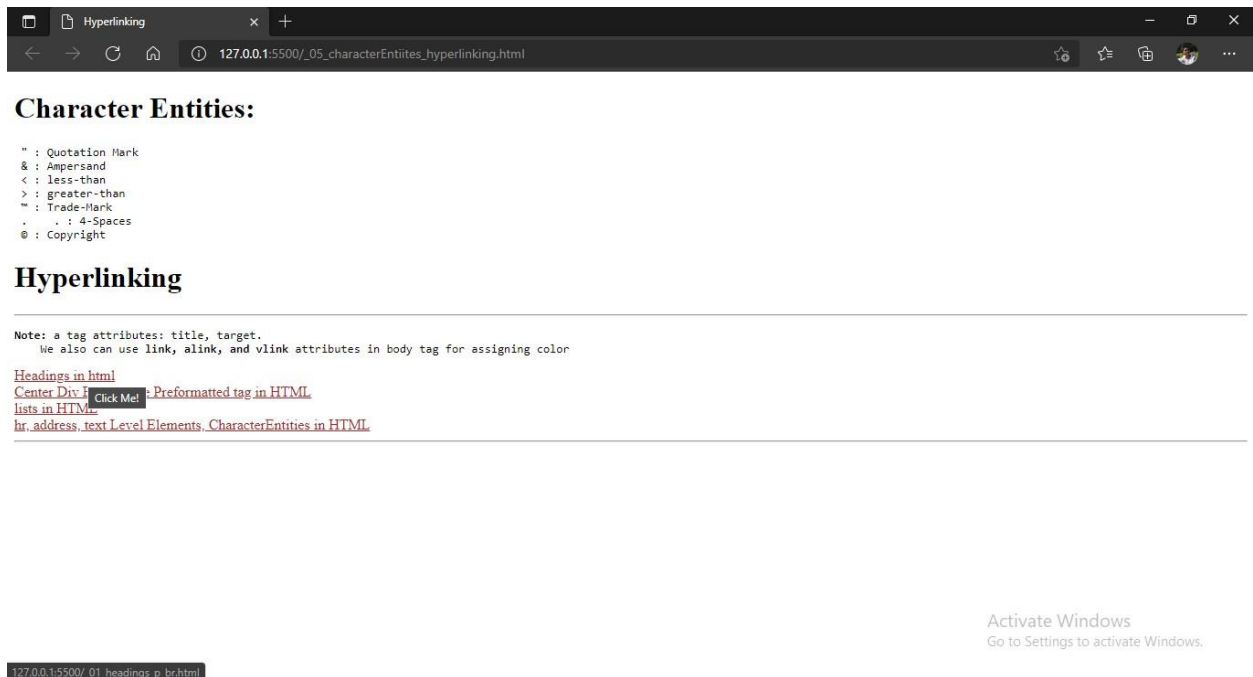 Hyperlinking
127.0.0.1:5500/_05_characterEntiites_hyperlinking.html
Character Entities:
" : Quotation Mark
& : Ampersand
< : less-than
> : greater-than
™ : Trade-Mark
.    . : 4-Spaces
© : Copyright
Hyperlinking
Note: a tag attributes: title, target.
We also can use link, alink, and vlink attributes in body tag for assigning color
Headings in html
Center Div Preformatted tag in HTML
Click Me!
lists in HTML
hr, address, text Level Elements, CharacterEntities in HTML
Activate Windows
Go to Settings to activate Windows.
127.0.0.1:5500/_01_headings_p_br.html